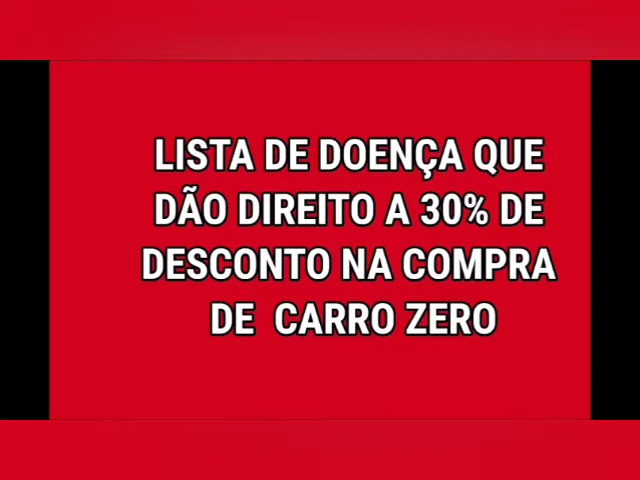 LISTA DE DOENÇA QUE
DÃO DIREITO A 30% DE
DESCONTO NA COMPRA
DE CARRO ZERO